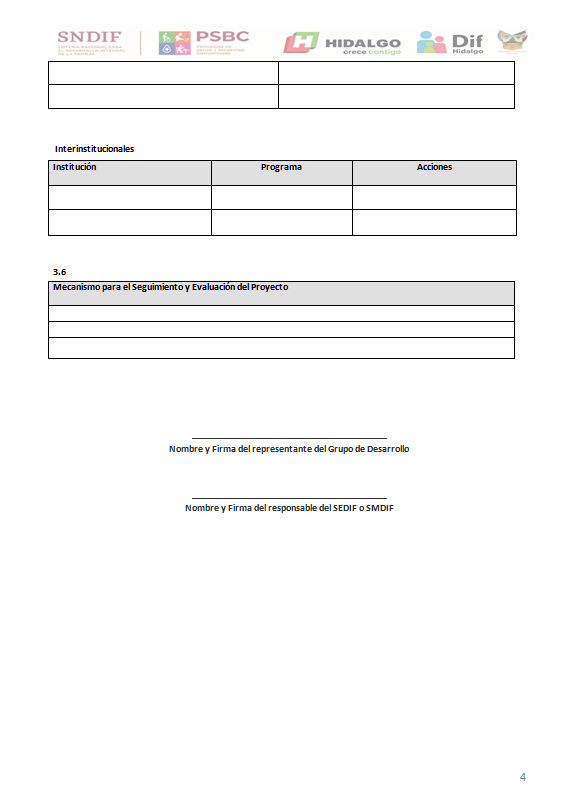 SNDIF
SISTEMA NACIONAL PARA
EL DESARROLLO INTEGRAL
DE LA FAMILIA
PSBC
PROGRAMA DE
SALUD Y BIENESTAR
COMUNITARIO
HIDALGO
crece contigo
Dif
Hidalgo
Interinstitucionales
Institución Programa Acciones
3.6
Mecanismo para el Seguimiento y Evaluación del Proyecto
Nombre y Firma del representante del Grupo de Desarrollo
Nombre y Firma del responsable del SEDIF o SMDIF
4